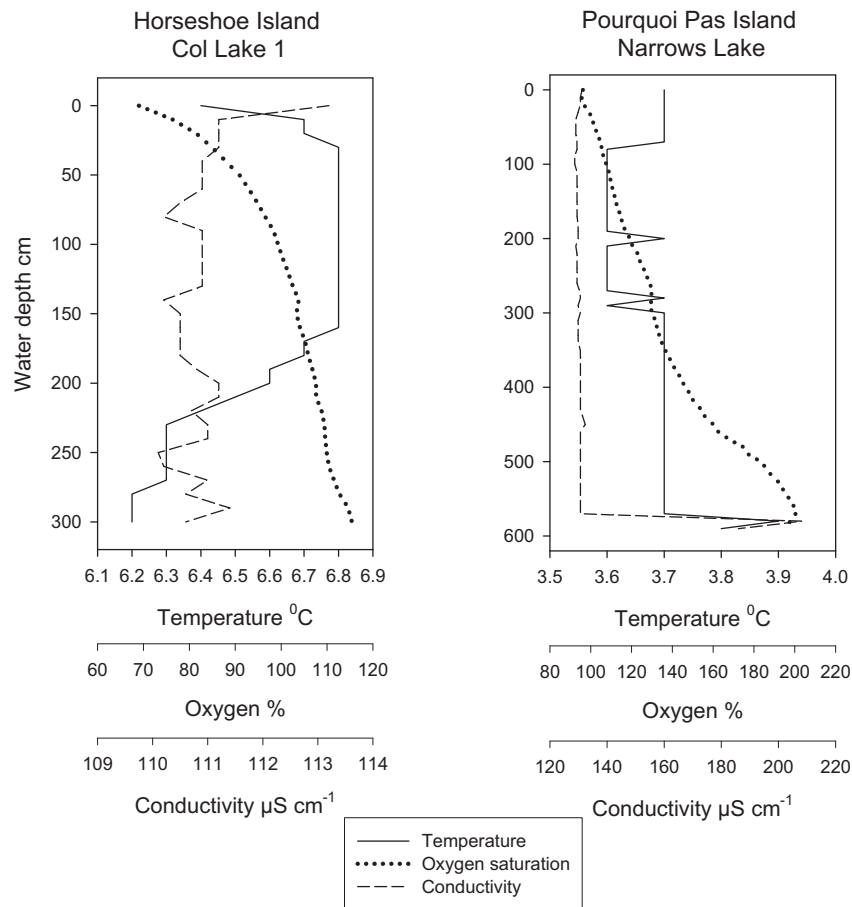 Horseshoe Island
Col Lake 1
Water depth cm
0
50
100
150
200
250
300
6.1 6.2 6.3 6.4 6.5 6.6 6.7 6.8 6.9
Temperature ⁰C
60 70 80 90 100 110 120
Oxygen %
109 110 111 112 113 114
Conductivity µS cm⁻¹
Pourquoi Pas Island
Narrows Lake
0
100
200
300
400
500
600
3.5 3.6 3.7 3.8 3.9 4.0
Temperature ⁰C
80 100 120 140 160 180 200 220
Oxygen %
120 140 160 180 200 220
Conductivity µS cm⁻¹
Temperature
Oxygen saturation
Conductivity